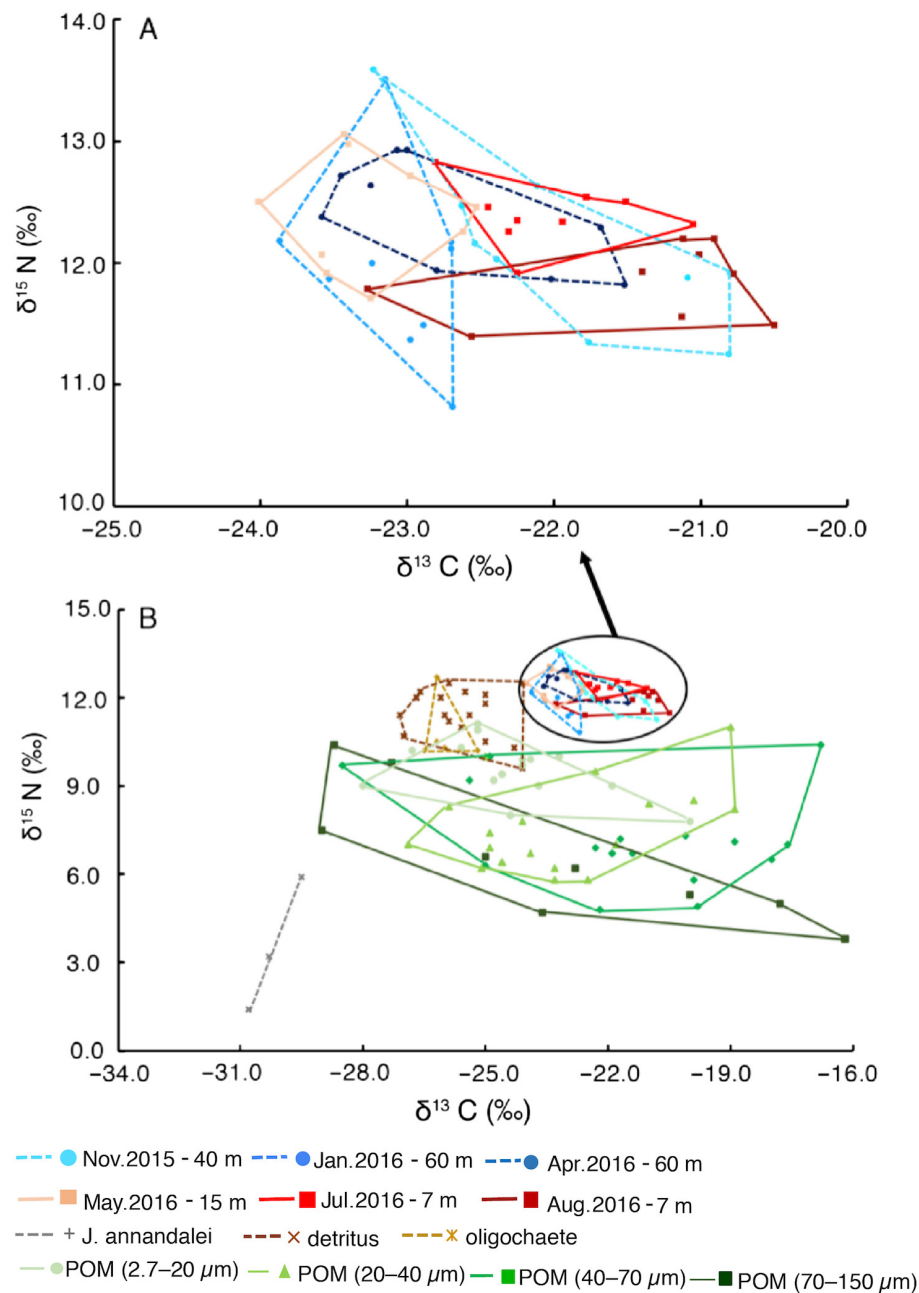 A
14.0
13.0
12.0
11.0
10.0
δ¹⁵ N (‰)
−25.0 −24.0 −23.0 −22.0 −21.0 −20.0
δ¹³ C (‰)
B
15.0
12.0
9.0
6.0
3.0
0.0
δ¹⁵ N (‰)
−34.0 −31.0 −28.0 −25.0 −22.0 −19.0 −16.0
δ¹³ C (‰)
Nov.2015 - 40 m Jan.2016 - 60 m Apr.2016 - 60 m
May.2016 - 15 m Jul.2016 - 7 m Aug.2016 - 7 m
J. annandalei detritus oligochaete
POM (2.7–20 µm) POM (20–40 µm) POM (40–70 µm) POM (70–150 µm)